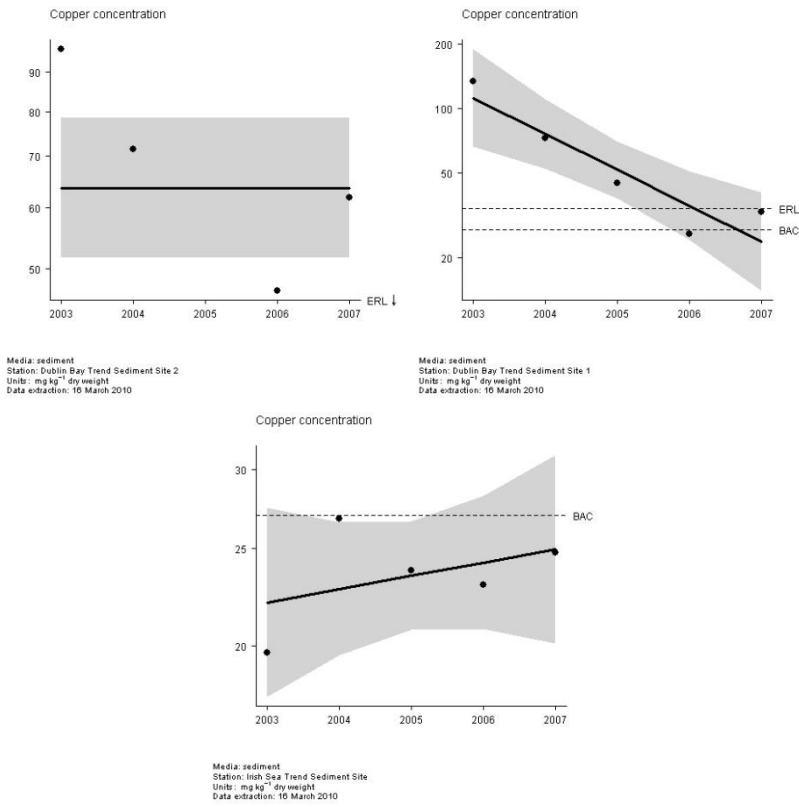 Copper concentration
90
80
70
60
50
2003 2004 2005 2006 2007
ERL ↓
Media: sediment
Station: Dublin Bay Trend Sediment Site 2
Units: mg kg⁻¹ dry weight
Data extraction: 16 March 2010
Copper concentration
200
100
50
20
ERL
BAC
2003 2004 2005 2006 2007
Media: sediment
Station: Dublin Bay Trend Sediment Site 1
Units: mg kg⁻¹ dry weight
Data extraction: 16 March 2010
Copper concentration
30
25
20
BAC
2003 2004 2005 2006 2007
Media: sediment
Station: Irish Sea Trend Sediment Site
Units: mg kg⁻¹ dry weight
Data extraction: 16 March 2010